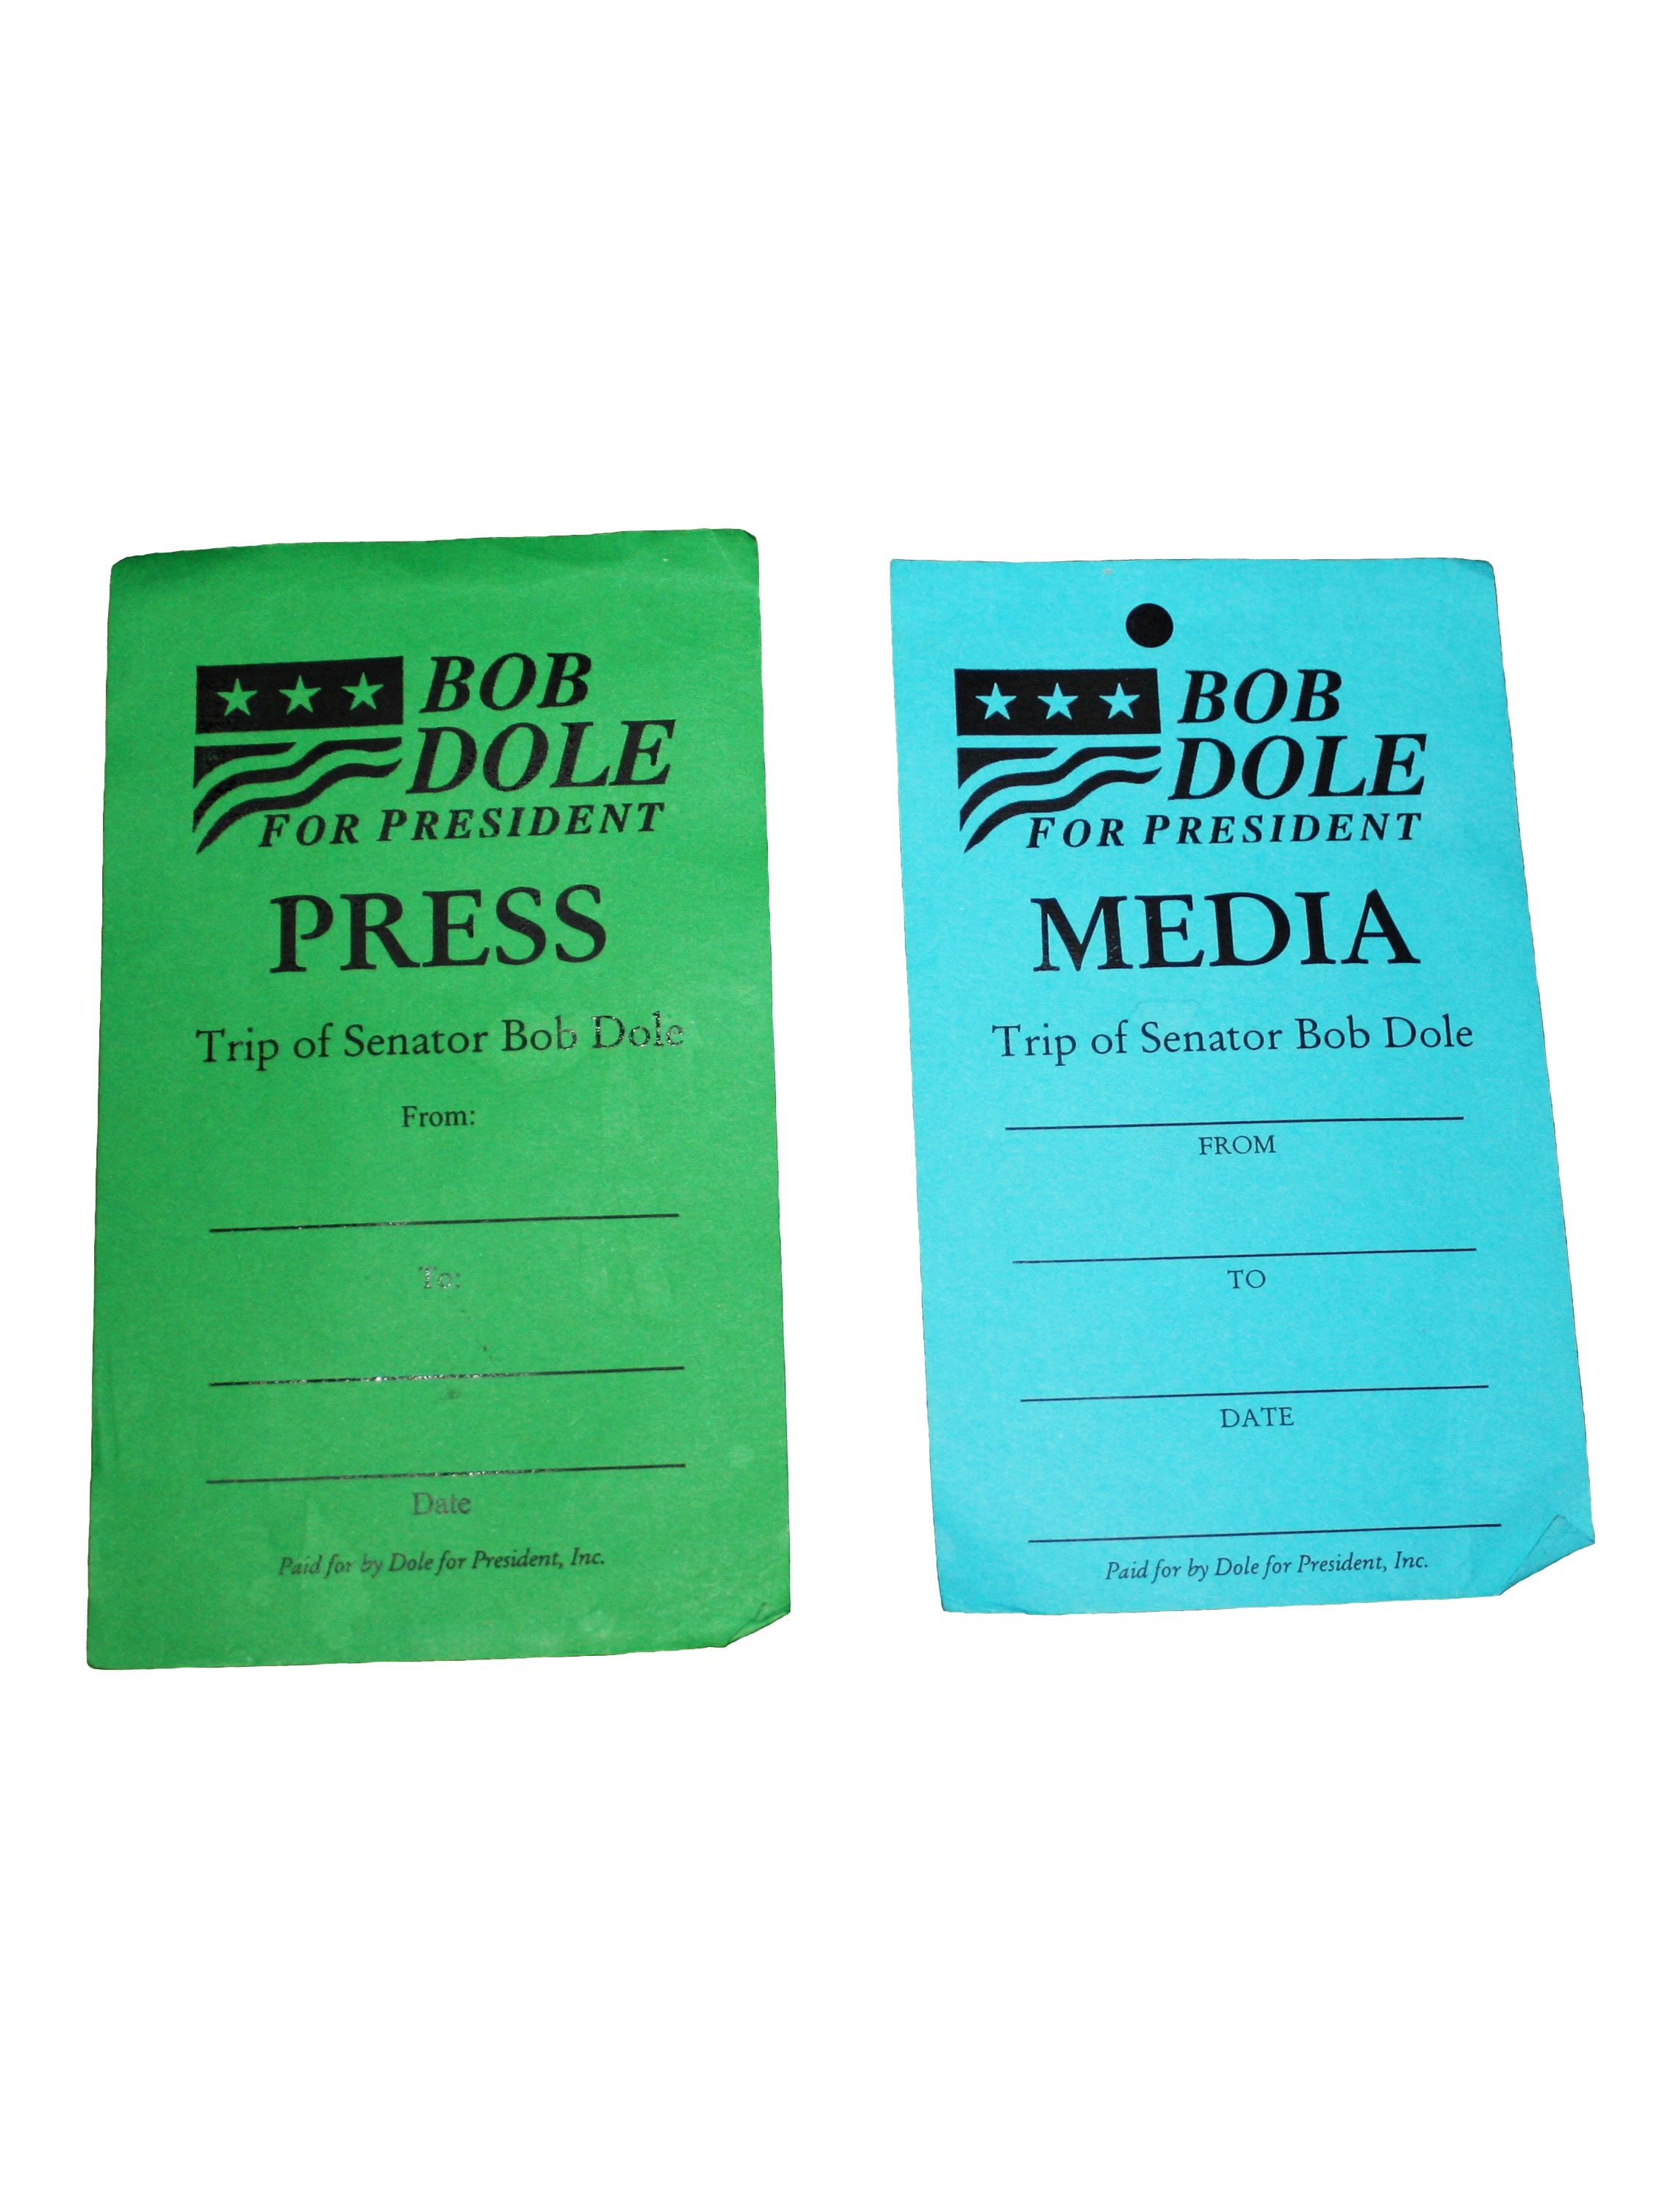 BOB
DOLE
FOR PRESIDENT
PRESS
Trip of Senator Bob Dole
From:
To:
Date
Paid for by Dole for President, Inc.
BOB
DOLE
FOR PRESIDENT
MEDIA
Trip of Senator Bob Dole
FROM
TO
DATE
Paid for by Dole for President, Inc.